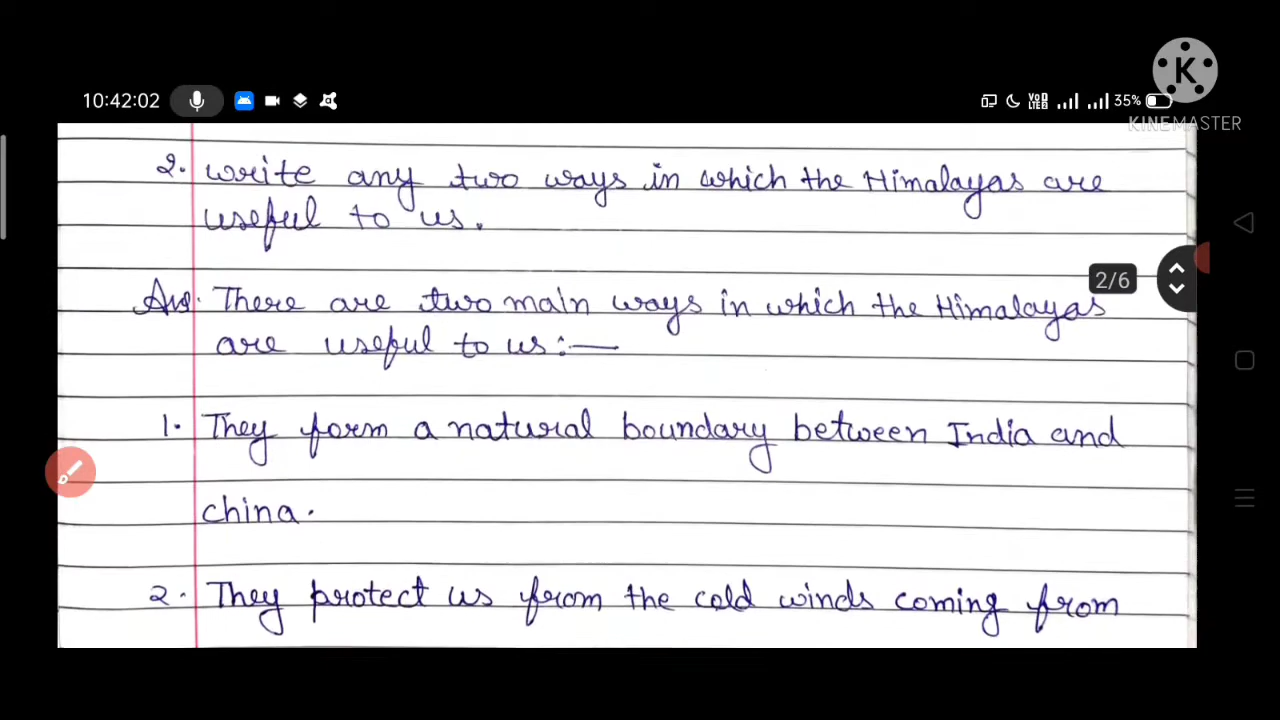 10:42:02
35%
K
KINEMASTER
2. write any two ways in which the Himalayas are
useful to us.
2/6
Ans. There are two main ways in which the Himalayas
are useful to us:—
1. They form a natural boundary between India and
china.
2. They protect us from the cold winds coming from